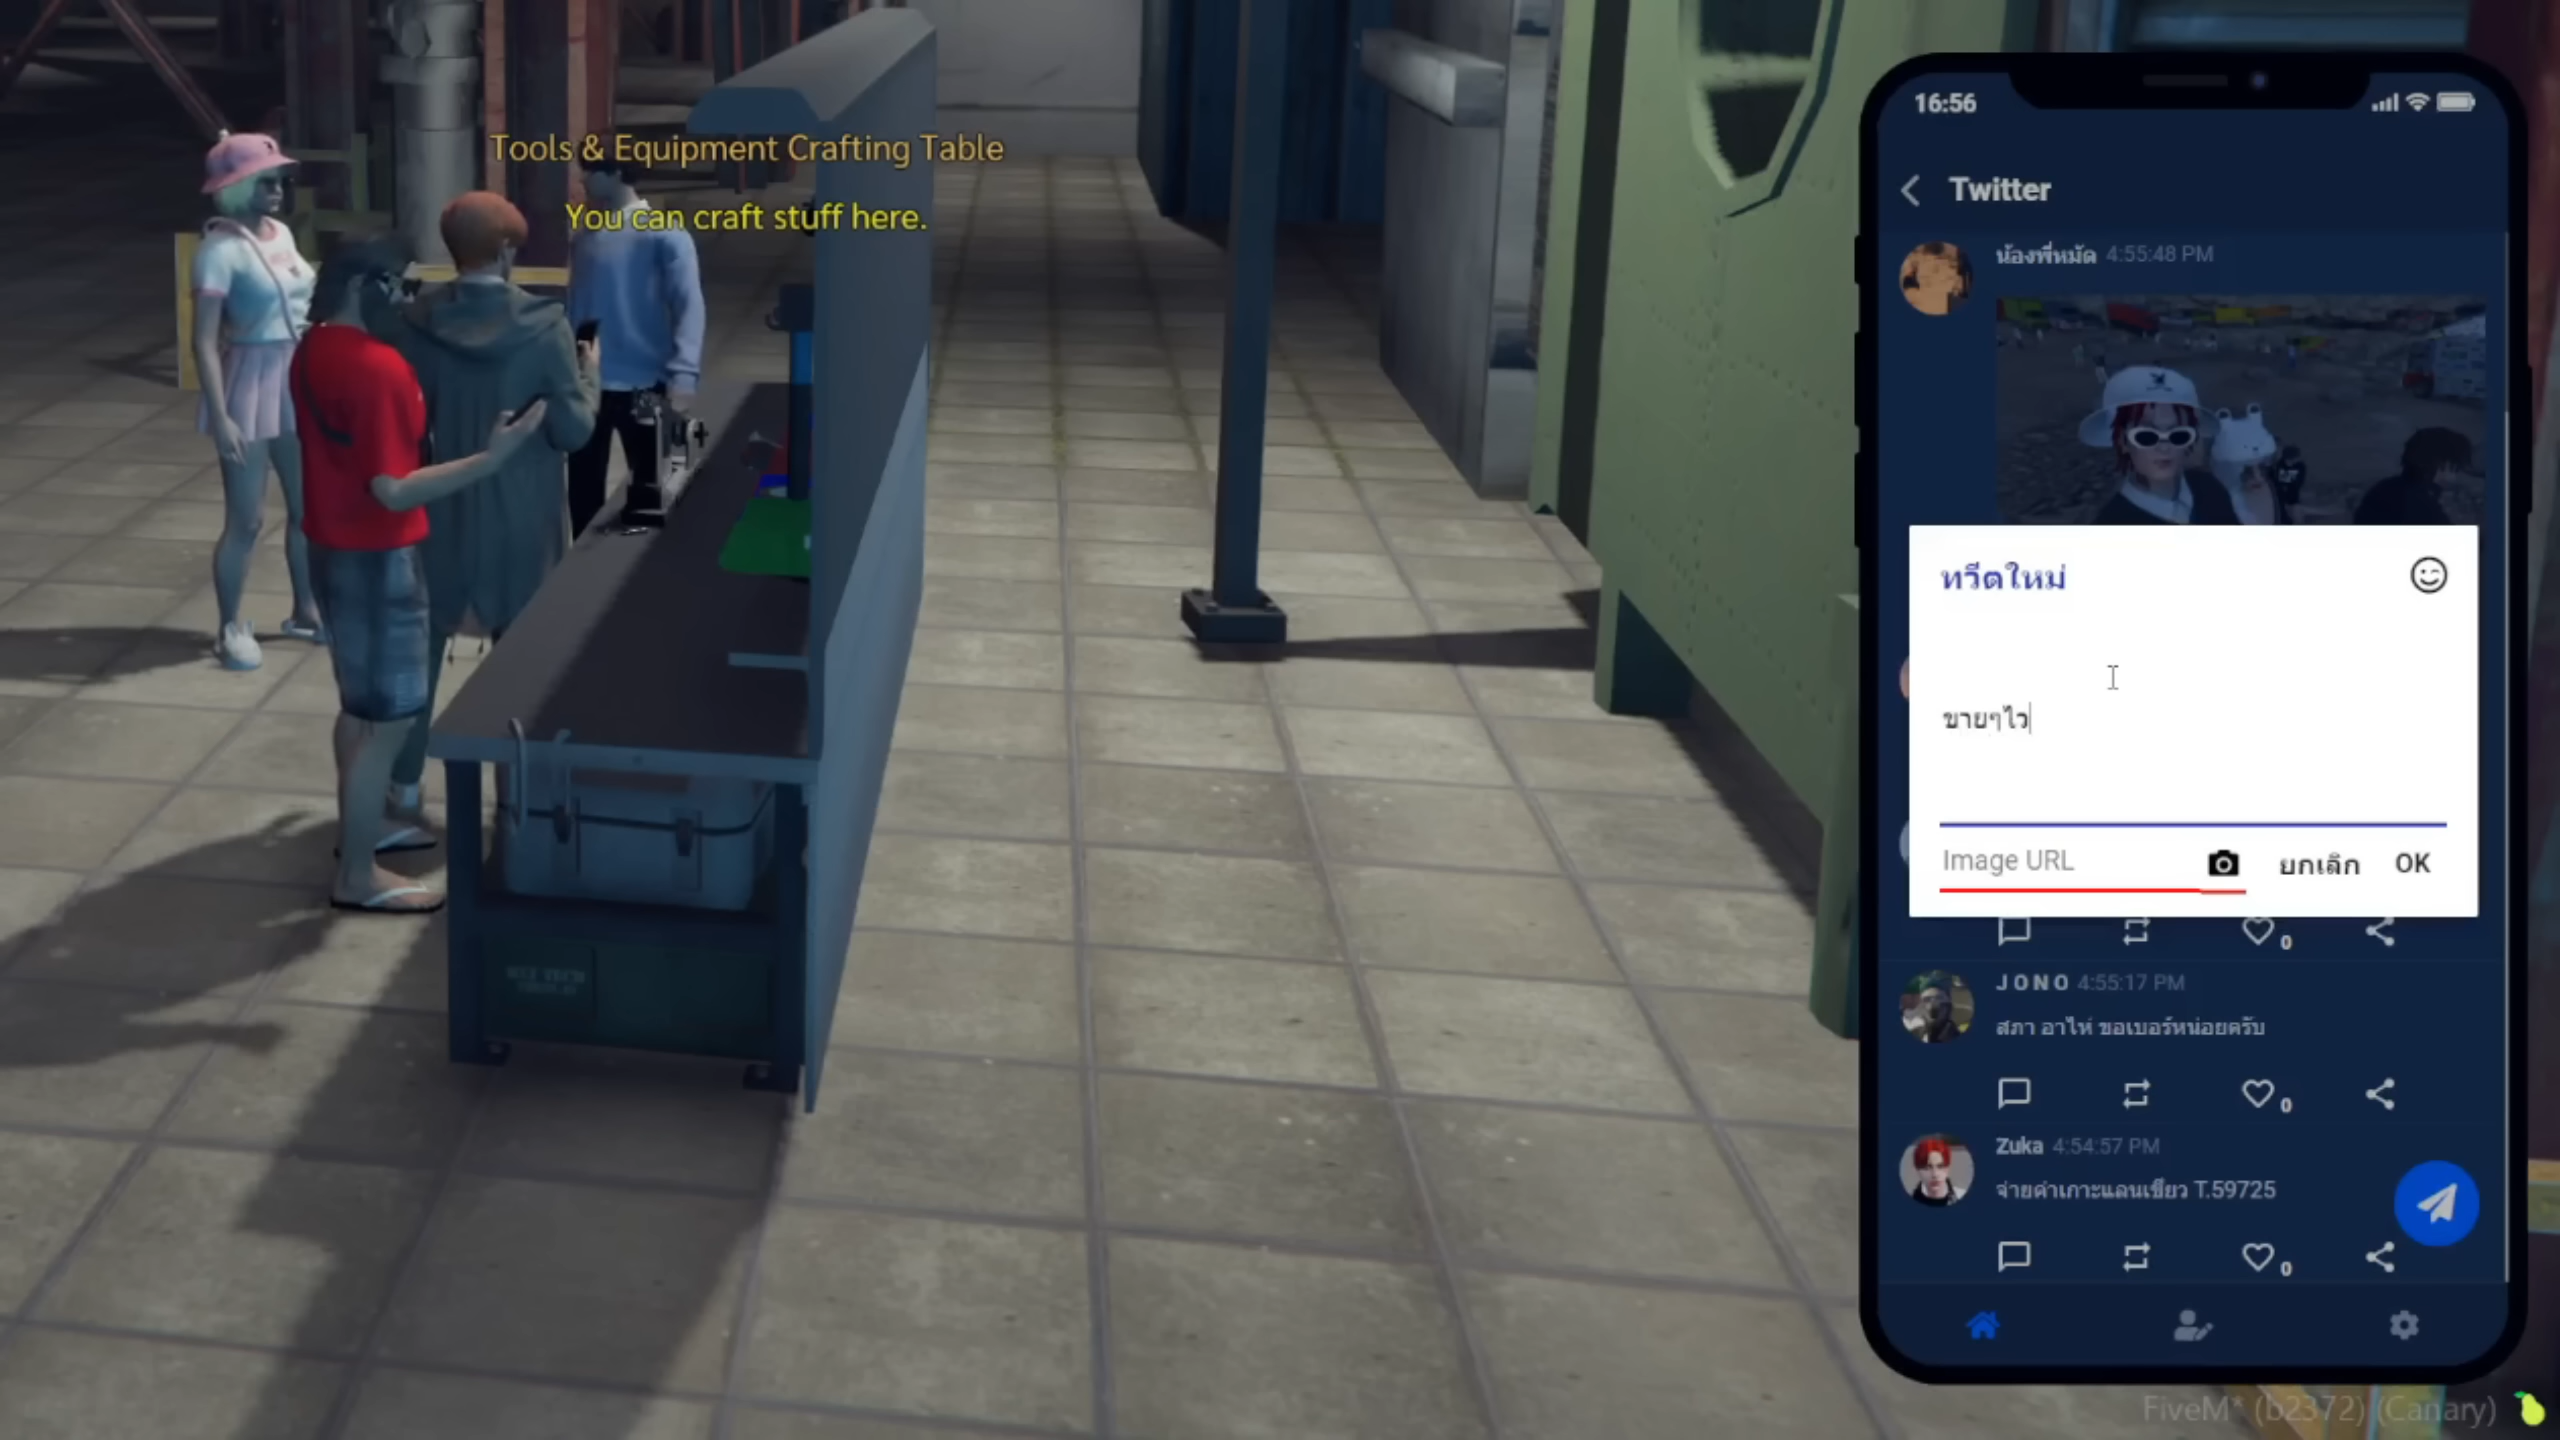 Tools & Equipment Crafting Table
You can craft stuff here.
16:56
Twitter
น้องพี่หมัด 4:55:48 PM
ทวีตใหม่
ขายๆไว
Image URL
ยกเลิก
OK
0
J O N O 4:55:17 PM
สภา อาไห่ ขอเบอร์หน่อยครับ
0
Zuka 4:54:57 PM
จ่ายค่าเกาะแลนเขียว T.59725
0
FiveM* (b2372) (Canary)